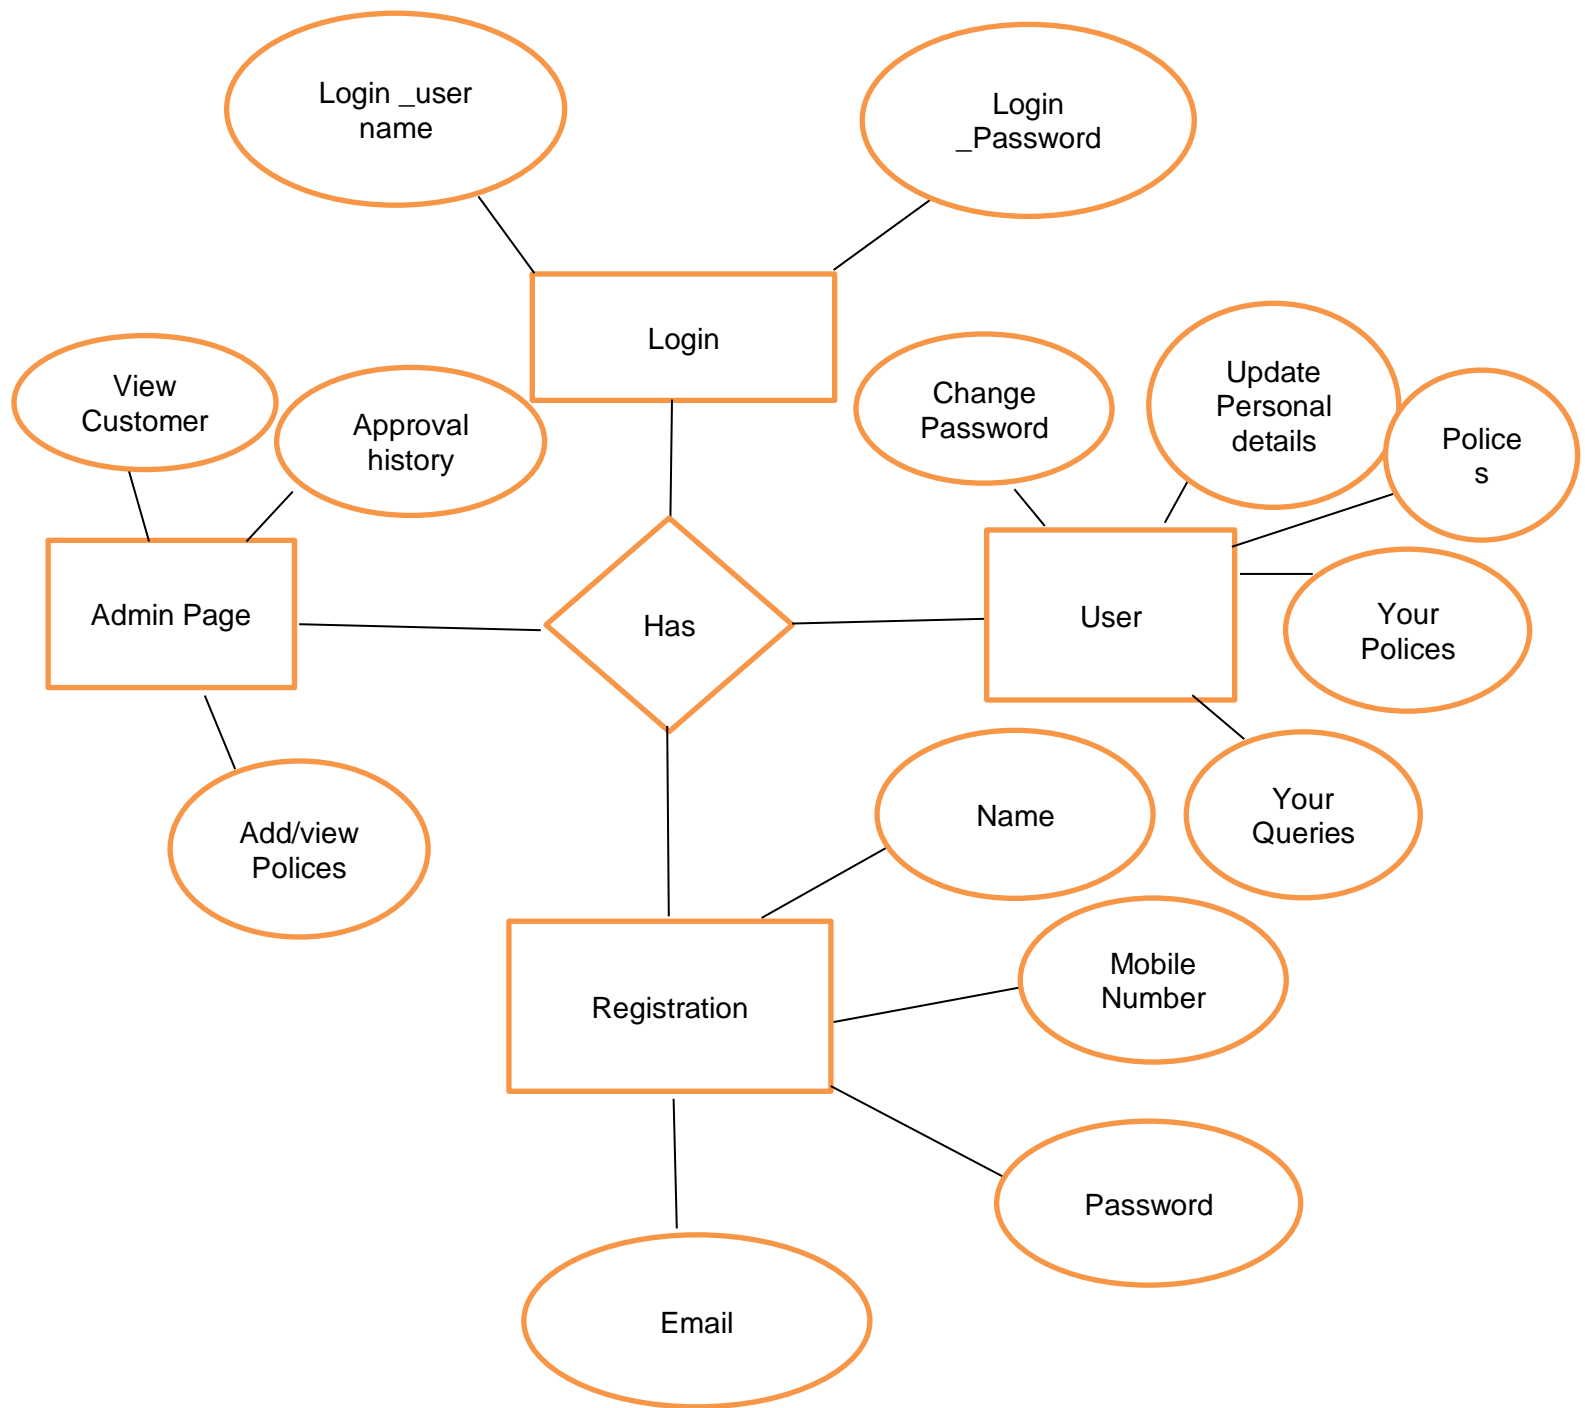 Login _user
name
Login
_Password
Login
View
Customer
Approval
history
Change
Password
Update
Personal
details
Police
s
Admin Page
Has
User
Your
Polices
Add/view
Polices
Name
Your
Queries
Registration
Mobile
Number
Password
Email